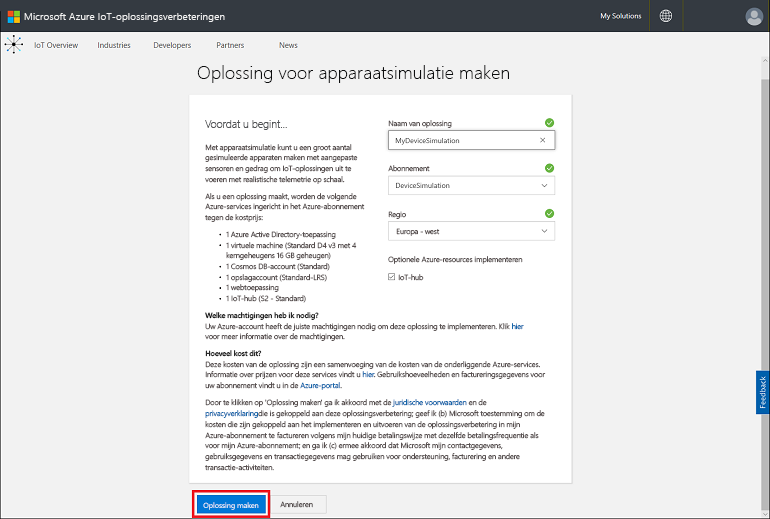 Microsoft Azure IoT-oplossingsverbeteringen
My Solutions
IoT Overview
Industries
Developers
Partners
News
Oplossing voor apparaatsimulatie maken
Voordat u begint...
Met apparaatsimulatie kunt u een groot aantal
gesimuleerde apparaten maken met aangepaste
sensoren en gedrag om IoT-oplossingen uit te
voeren met realistische telemetrie op schaal.
Als u een oplossing maakt, worden de volgende
Azure-services ingericht in het Azure-abonnement
tegen de kostprijs:
• 1 Azure Active Directory-toepassing
• 1 virtuele machine (Standard D4 v3 met 4
kerngeheugens 16 GB geheugen)
• 1 Cosmos DB-account (Standard)
• 1 opslagaccount (Standard-LRS)
• 1 webtoepassing
• 1 IoT-hub (S2 - Standard)
Naam van oplossing
MyDeviceSimulation
Abonnement
DeviceSimulation
Regio
Europa - west
Optionele Azure-resources implementeren
IoT-hub
Welke machtigingen heb ik nodig?
Uw Azure-account heeft de juiste machtigingen nodig om deze oplossing te implementeren. Klik hier
voor meer informatie over de machtigingen.
Hoeveel kost dit?
Deze kosten van de oplossing zijn een samenvoeging van de kosten van de onderliggende Azure-services.
Informatie over prijzen voor deze services vindt u hier. Gebruikshoeveelheden en factureringsgegevens voor
uw abonnement vindt u in de Azure-portal.
Door te klikken op 'Oplossing maken' ga ik akkoord met de juridische voorwaarden en de
privacyverklaringdie is gekoppeld aan deze oplossingsverbetering; geef ik (b) Microsoft toestemming om de
kosten die zijn gekoppeld aan het implementeren en uitvoeren van de oplossingsverbetering in mijn
Azure-abonnement te factureren volgens mijn huidige betalingswijze met dezelfde betalingsfrequentie als
voor mijn Azure-abonnement; en ga ik (c) ermee akkoord dat Microsoft mijn contactgegevens,
gebruiksgegevens en transactiegegevens mag gebruiken voor ondersteuning, facturering en andere
transactie-activiteiten.
Feedback
Oplossing maken
Annuleren